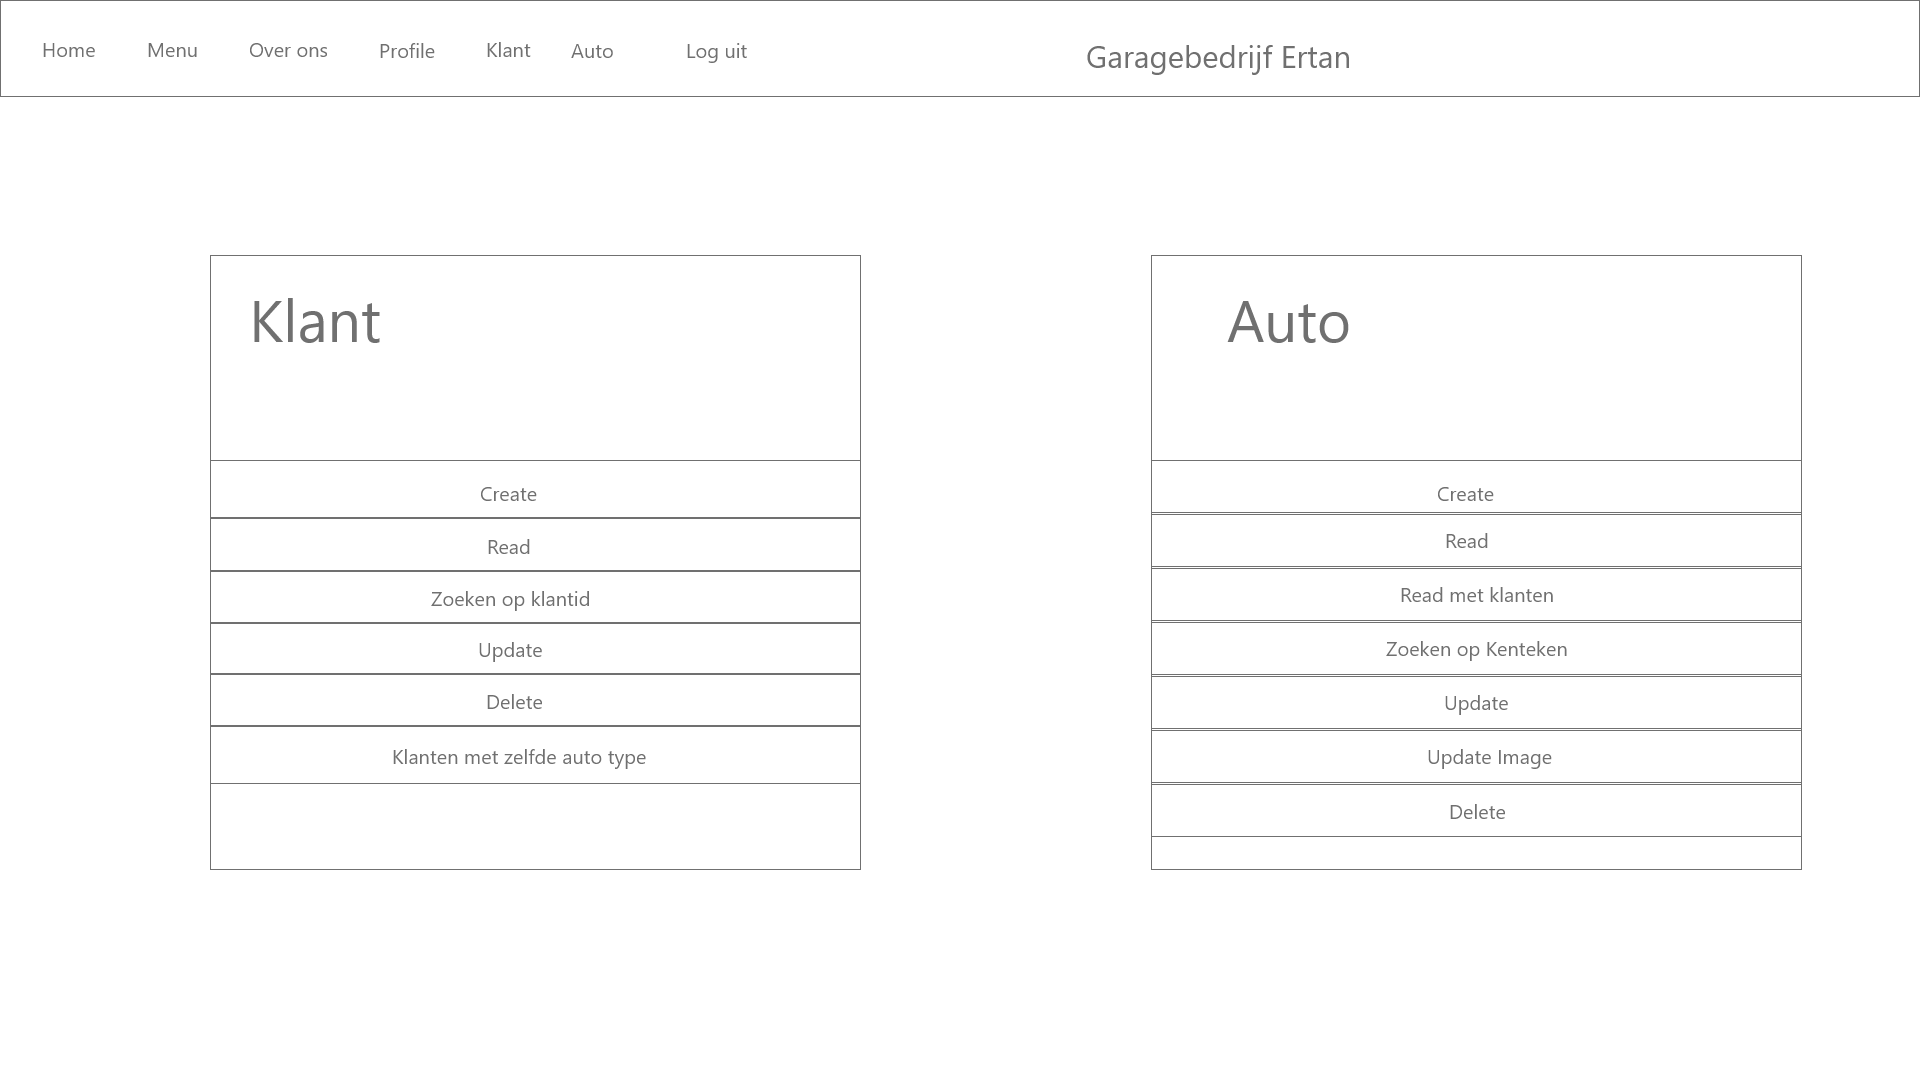 Home Menu Over ons Profile Klant Auto Log uit Garagebedrijf Ertan
Klant
Create
Read
Zoeken op klantid
Update
Delete
Klanten met zelfde auto type
Auto
Create
Read
Read met klanten
Zoeken op Kenteken
Update
Update Image
Delete